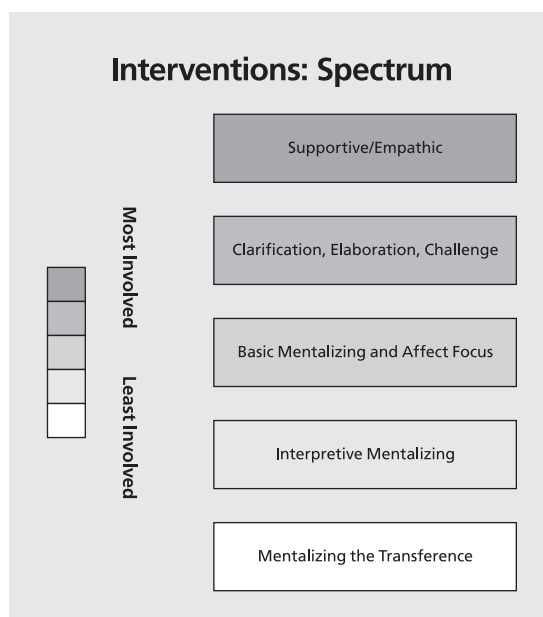 Interventions: Spectrum
Supportive/Empathic
Most Involved
Clarification, Elaboration, Challenge
Basic Mentalizing and Affect Focus
Least Involved
Interpretive Mentalizing
Mentalizing the Transference